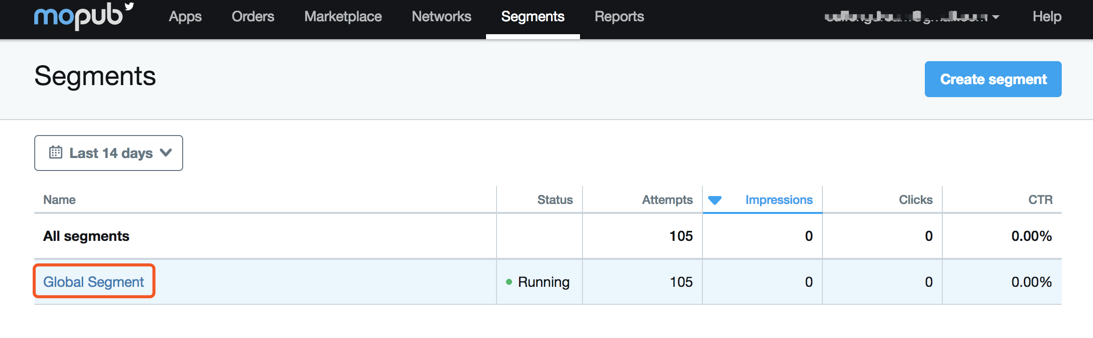 mopub Apps Orders Marketplace Networks Segments Reports Help
Segments
Create segment
Last 14 days
Name Status Attempts Impressions Clicks CTR
All segments 105 0 0 0.00%
Global Segment Running 105 0 0 0.00%